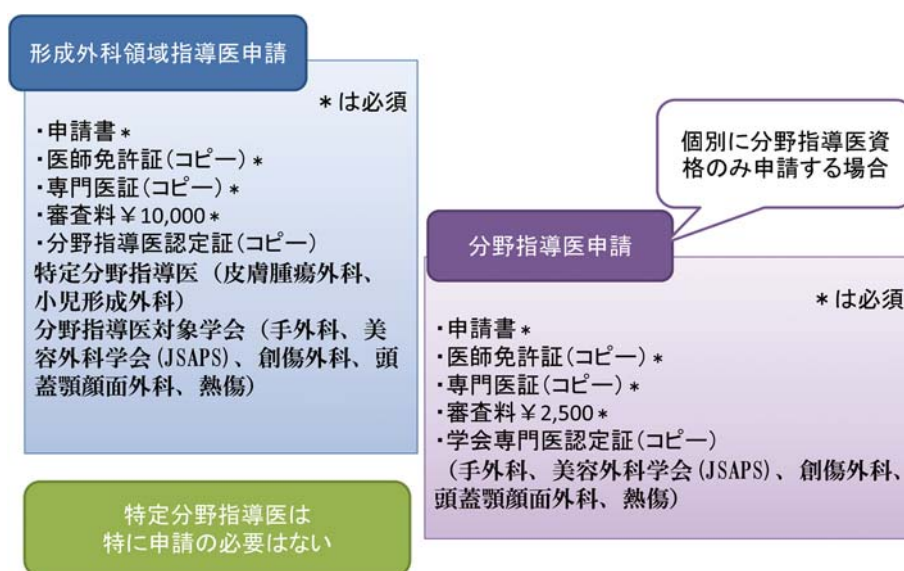 形成外科領域指導医申請
*は必須
・申請書*
・医師免許証(コピー)*
・専門医証(コピー)*
・審査料¥10,000*
・分野指導医認定証(コピー)
特定分野指導医（皮膚腫瘍外科、
小児形成外科）
分野指導医対象学会（手外科、美
容外科学会(JSAPS)、創傷外科、頭
蓋顎顔面外科、熱傷）
特定分野指導医は
特に申請の必要はない
個別に分野指導医資
格のみ申請する場合
分野指導医申請
*は必須
・申請書*
・医師免許証(コピー)*
・専門医証(コピー)*
・審査料¥2,500*
・学会専門医認定証(コピー)
（手外科、美容外科学会(JSAPS)、創傷外科、
頭蓋顎顔面外科、熱傷）